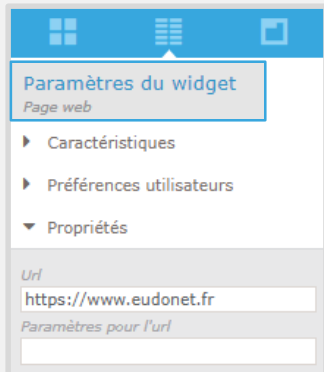 Paramètres du widget
Page web
Caractéristiques
Préférences utilisateurs
Propriétés
Url
https://www.eudonet.fr
Paramètres pour l'url